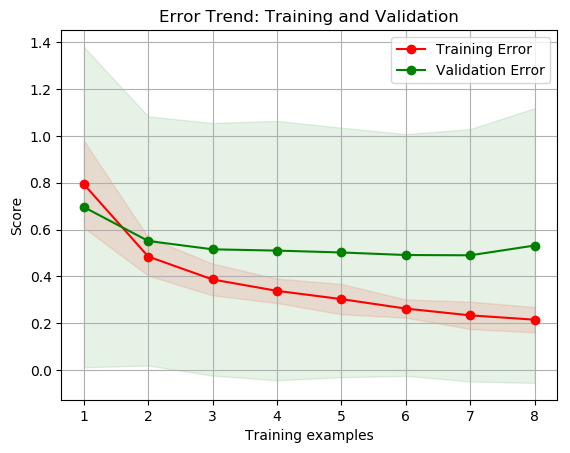 Error Trend: Training and Validation
Training Error
Validation Error
Score
1.4
1.2
1.0
0.8
0.6
0.4
0.2
0.0
1 2 3 4 5 6 7 8
Training examples